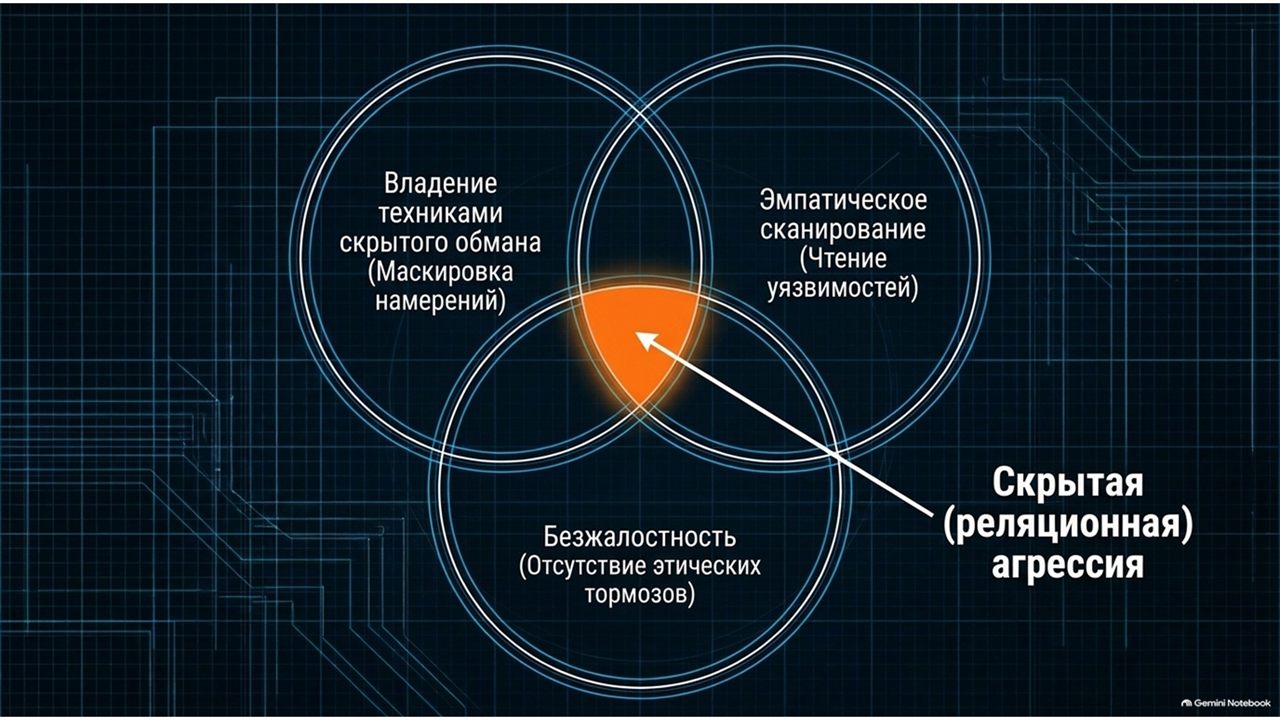 Владение
техниками
скрытого обмана
(Маскировка
намерений)
Эмпатическое
сканирование
(Чтение
уязвимостей)
Безжалостность
(Отсутствие этических
тормозов)
Скрытая
(реляционная)
агрессия
Gemini Notebook